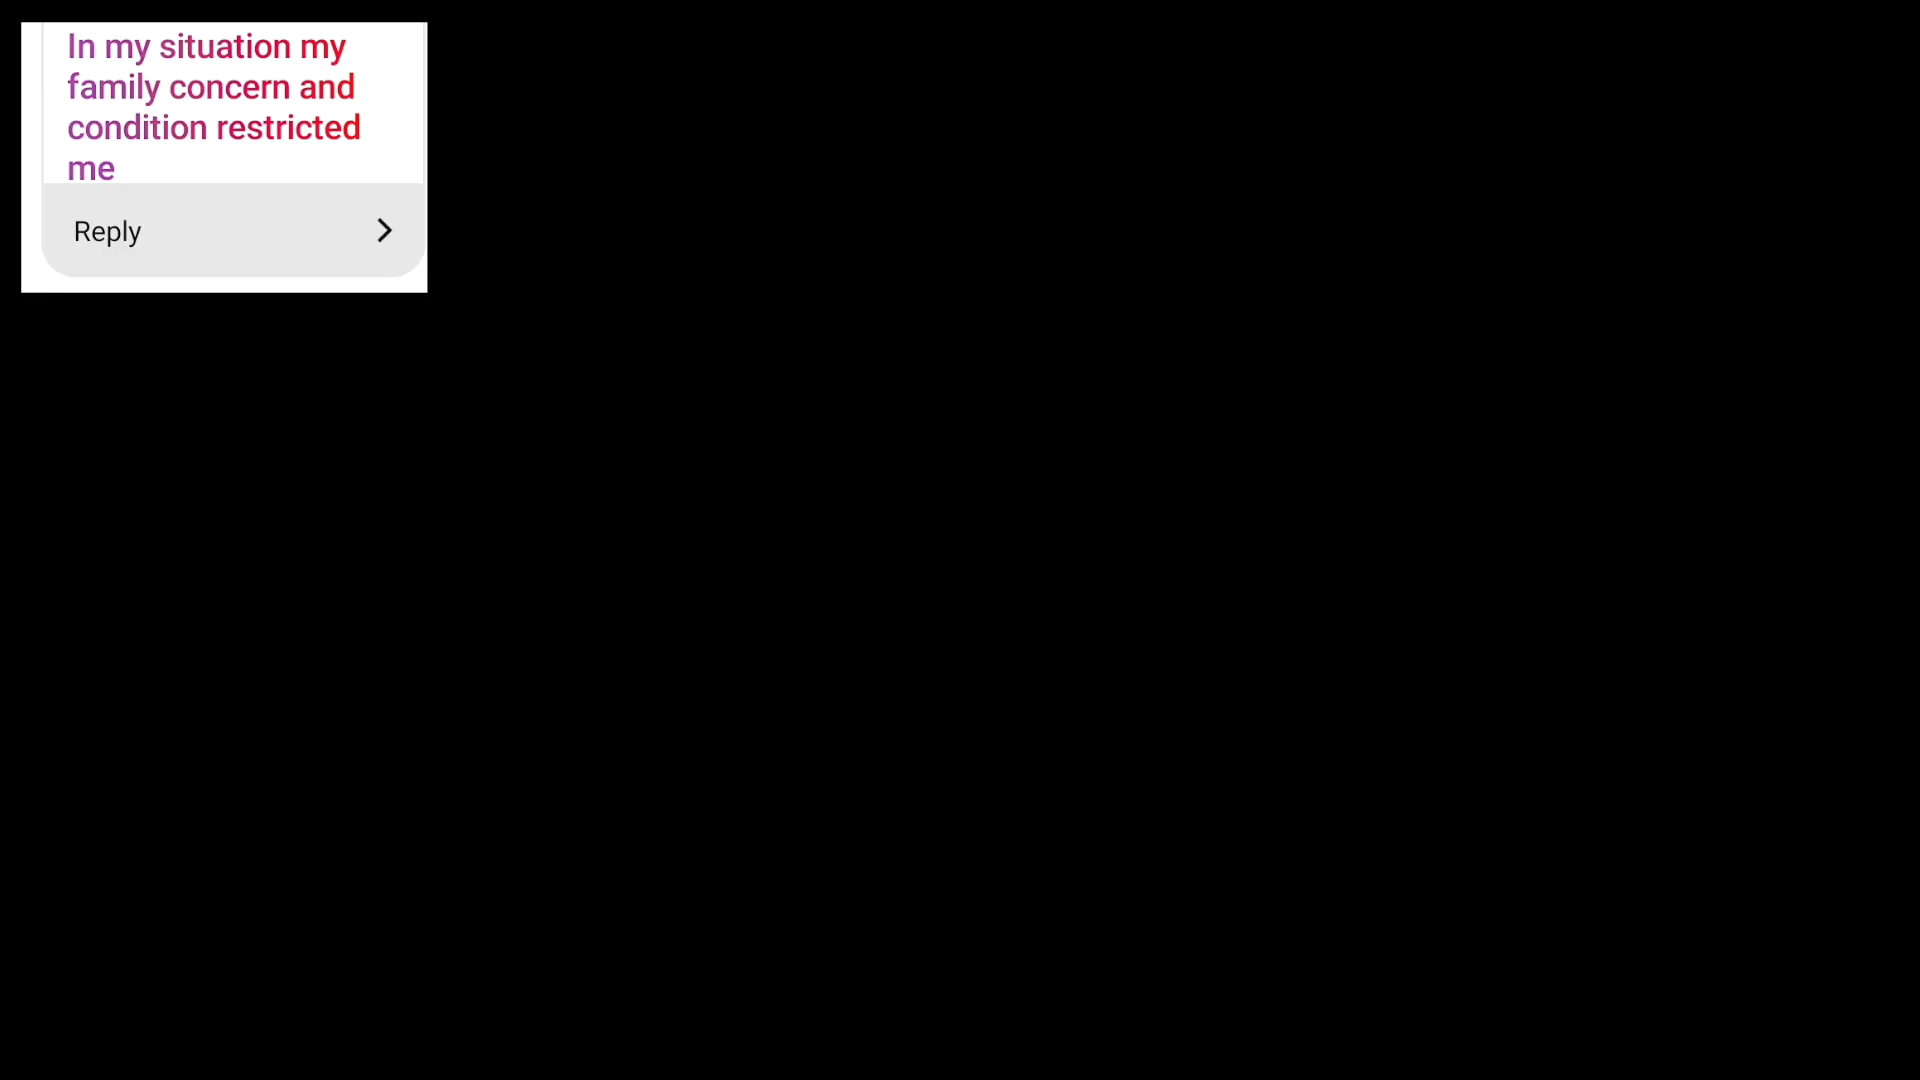 In my situation my
family concern and
condition restricted
me
Reply